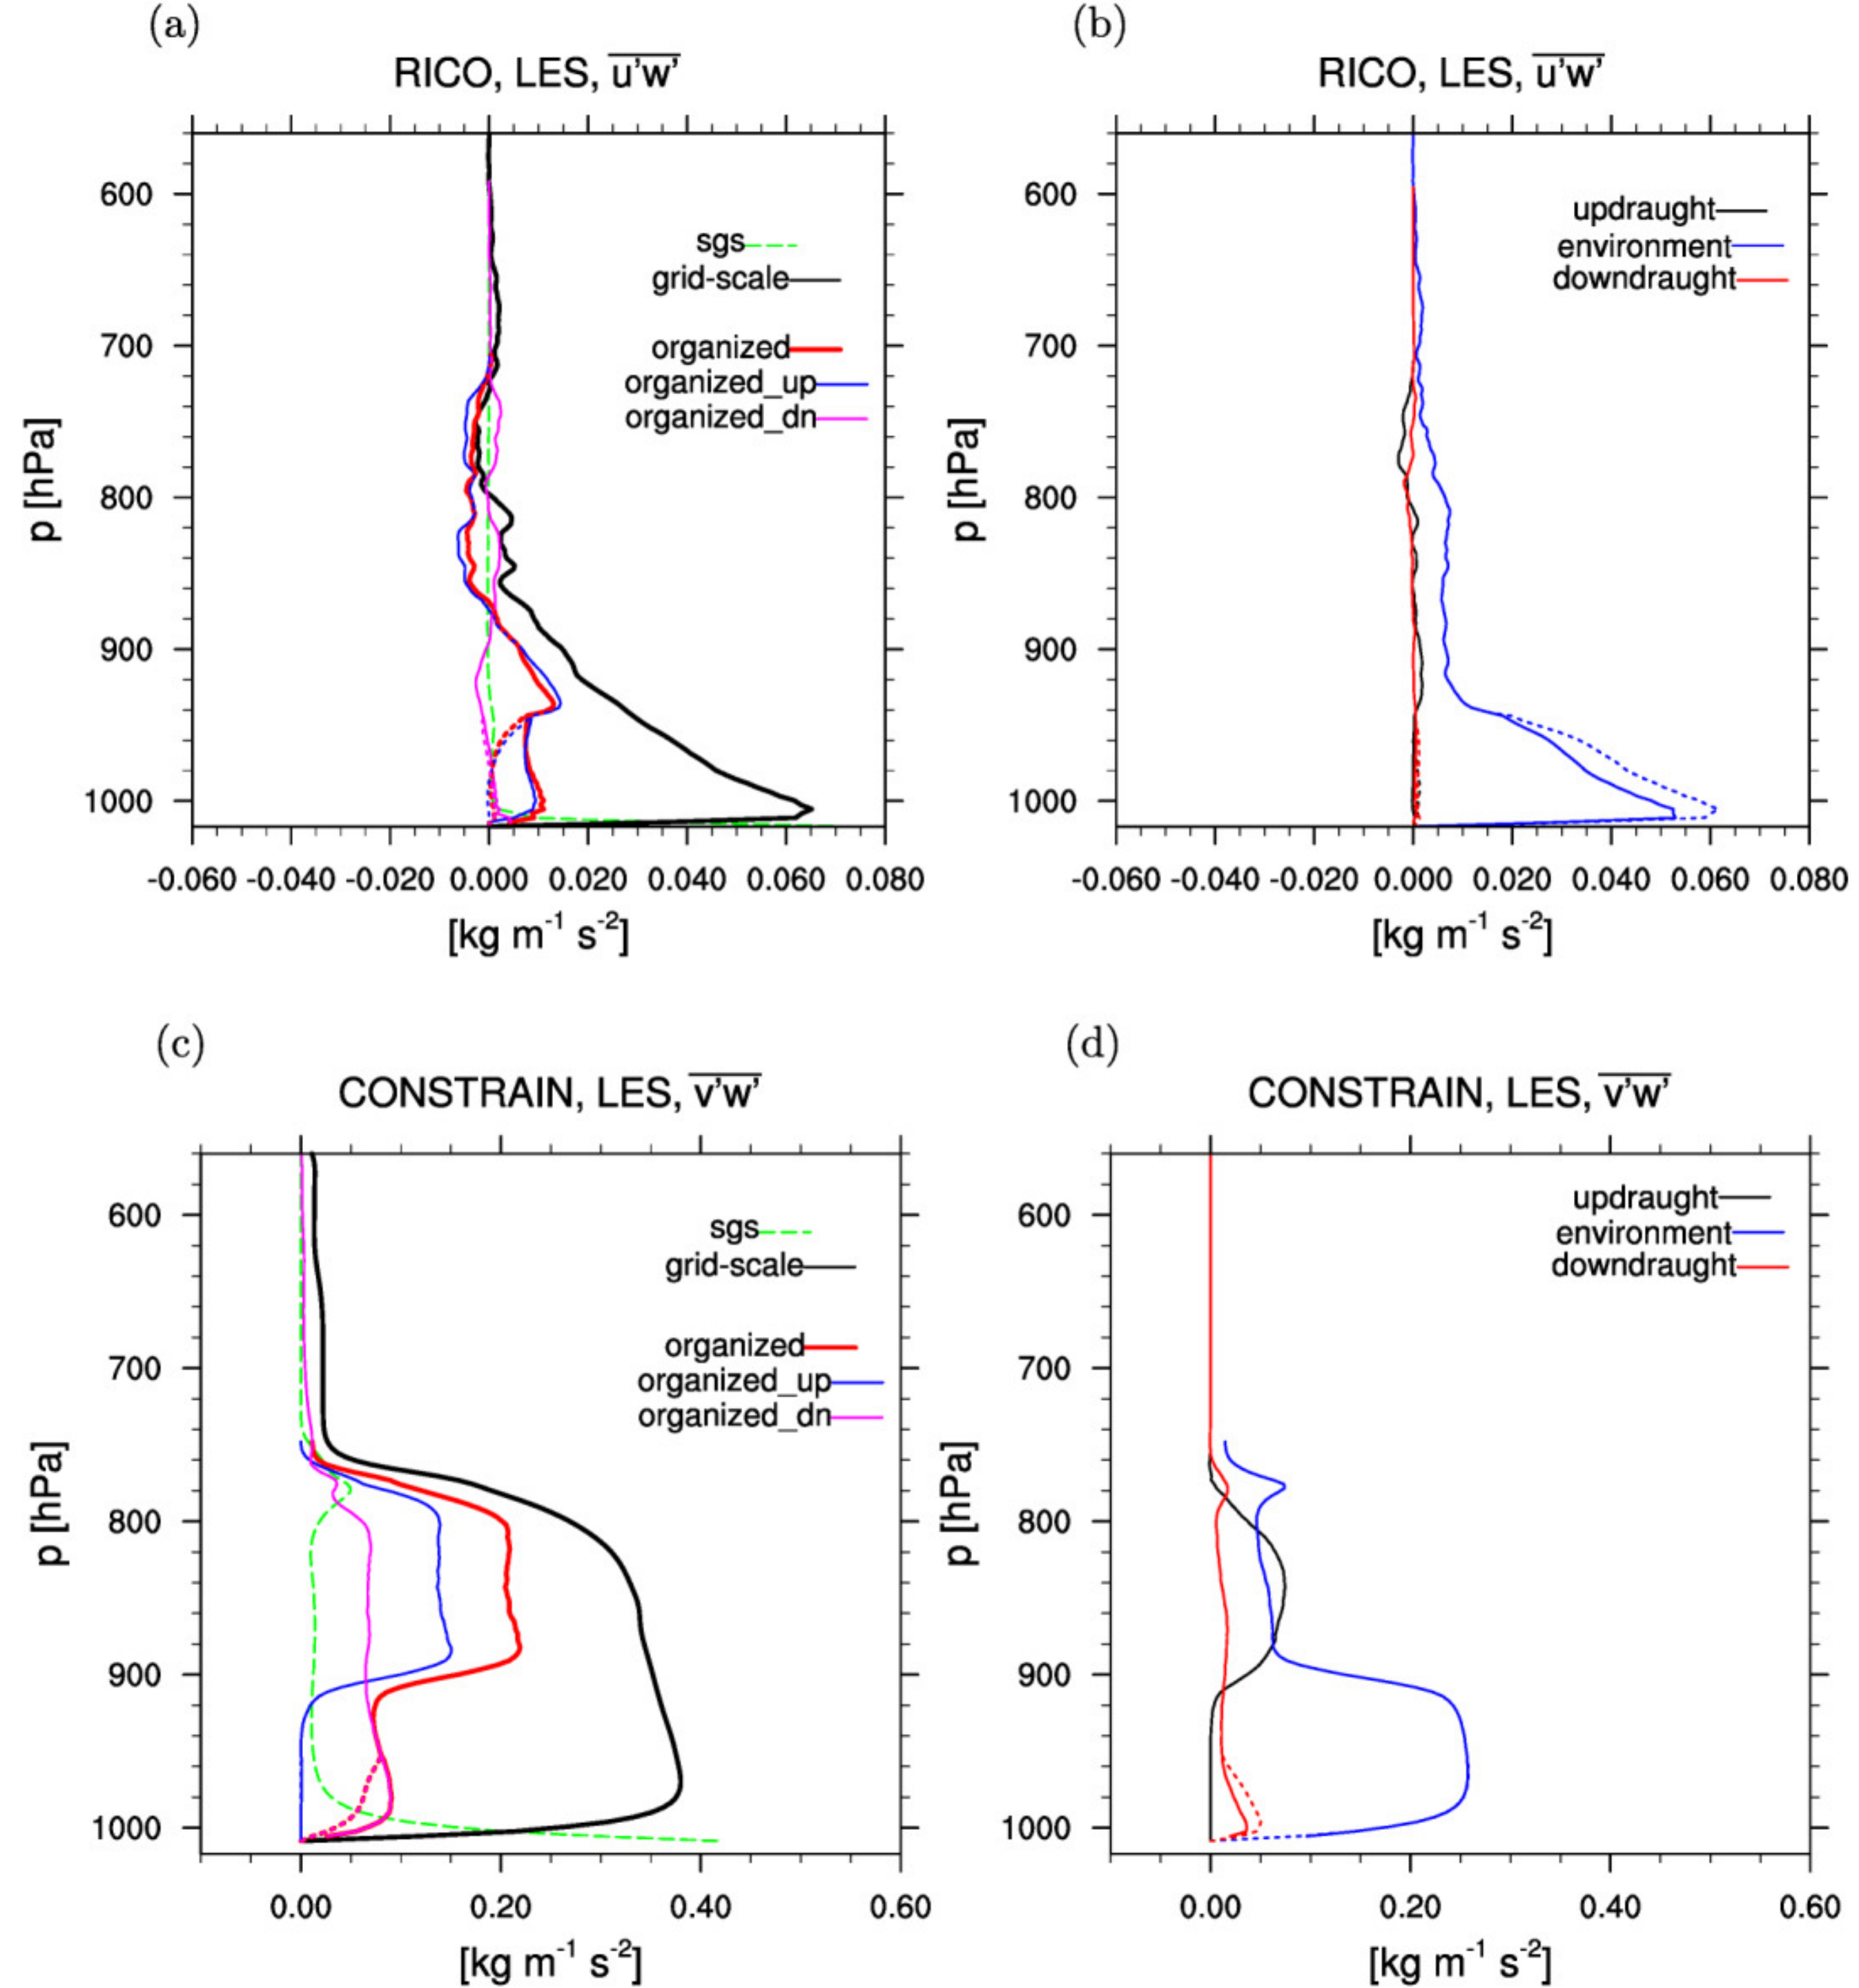 (a)
RICO, LES, u'w'
600
700
800
900
1000
p [hPa]
sgs
grid-scale
organized
organized_up
organized_dn
-0.060 -0.040 -0.020 0.000 0.020 0.040 0.060 0.080
[kg m-1 s-2]
(b)
RICO, LES, u'w'
600
700
800
900
1000
p [hPa]
updraught
environment
downdraught
-0.060 -0.040 -0.020 0.000 0.020 0.040 0.060 0.080
[kg m-1 s-2]
(c)
CONSTRAIN, LES, v'w'
600
700
800
900
1000
p [hPa]
sgs
grid-scale
organized
organized_up
organized_dn
0.00 0.20 0.40 0.60
[kg m-1 s-2]
(d)
CONSTRAIN, LES, v'w'
600
700
800
900
1000
p [hPa]
updraught
environment
downdraught
0.00 0.20 0.40 0.60
[kg m-1 s-2]